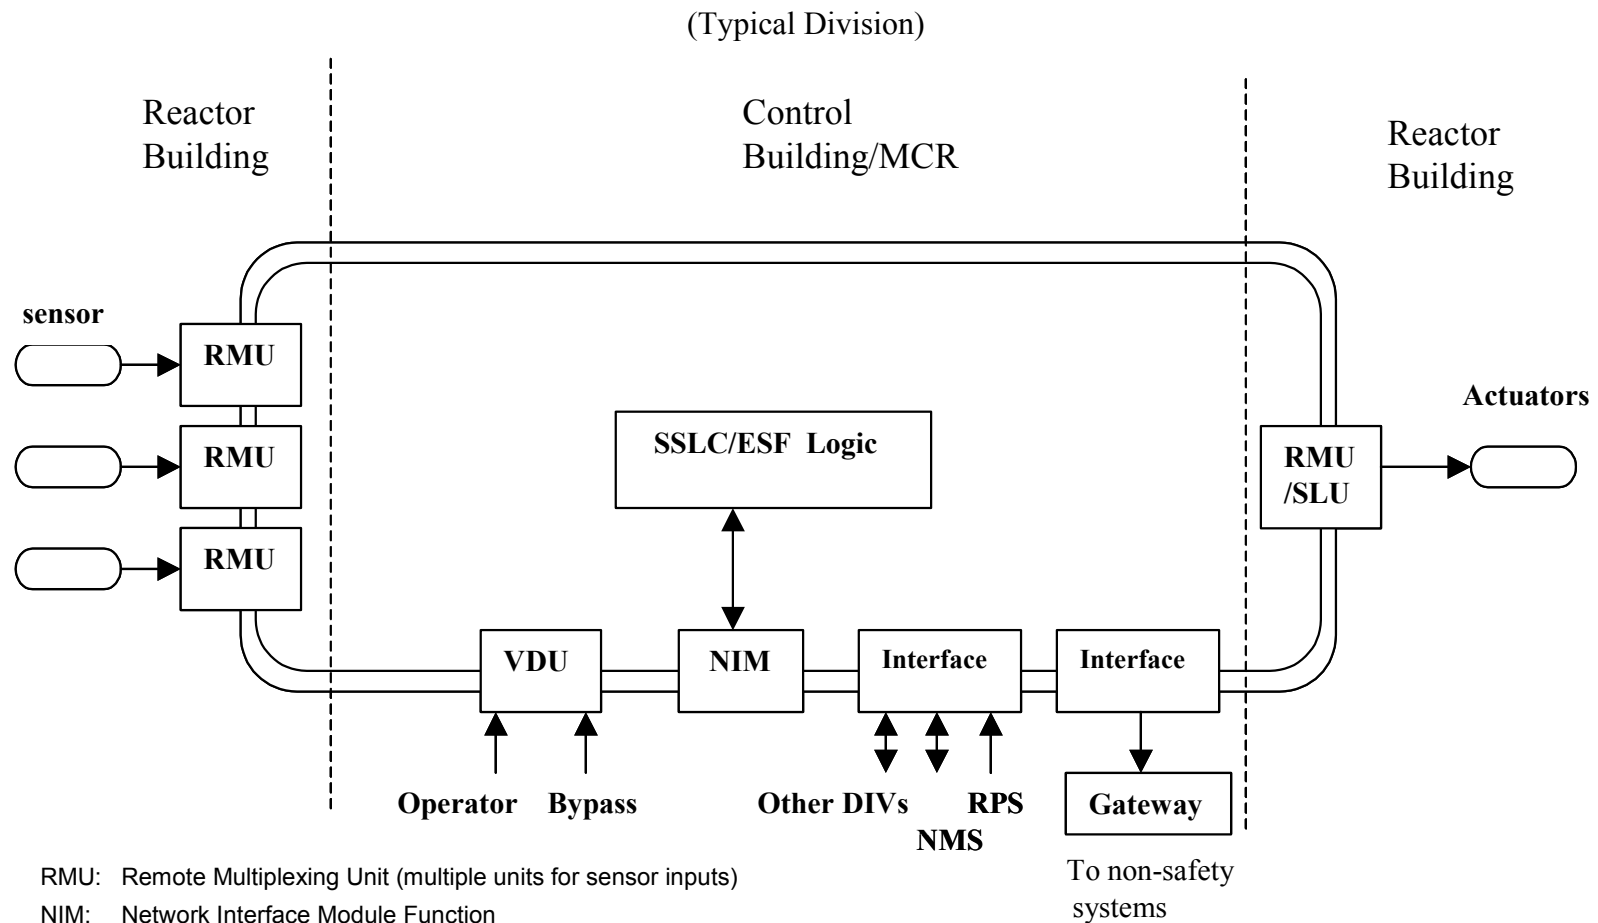 (Typical Division)
Reactor
Building
Control
Building/MCR
Reactor
Building
sensor
RMU
RMU
RMU
SSLC/ESF Logic
Actuators
RMU
/SLU
VDU
NIM
Interface
Interface
Operator
Bypass
Other DIVs
NMS
RPS
Gateway
To non-safety
systems
RMU: Remote Multiplexing Unit (multiple units for sensor inputs)
NIM: Network Interface Module Function